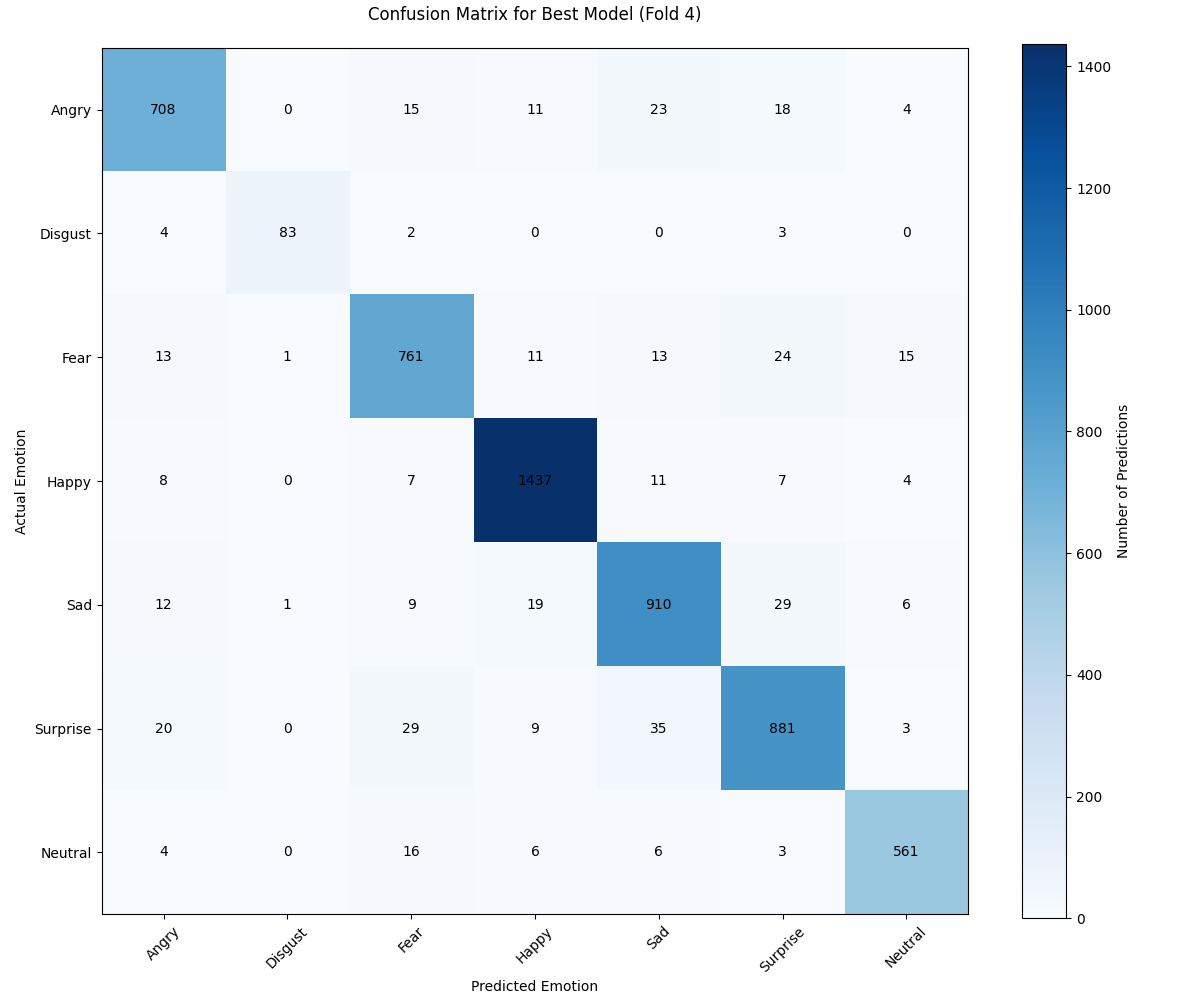 Confusion Matrix for Best Model (Fold 4)
Actual Emotion
Angry 708 0 15 11 23 18 4
Disgust 4 83 2 0 0 3 0
Fear 13 1 761 11 13 24 15
Happy 8 0 7 1437 11 7 4
Sad 12 1 9 19 910 29 6
Surprise 20 0 29 9 35 881 3
Neutral 4 0 16 6 6 3 561
Angry Disgust Fear Happy Sad Surprise Neutral
Predicted Emotion
1400
1200
1000
800
600
400
200
0
Number of Predictions